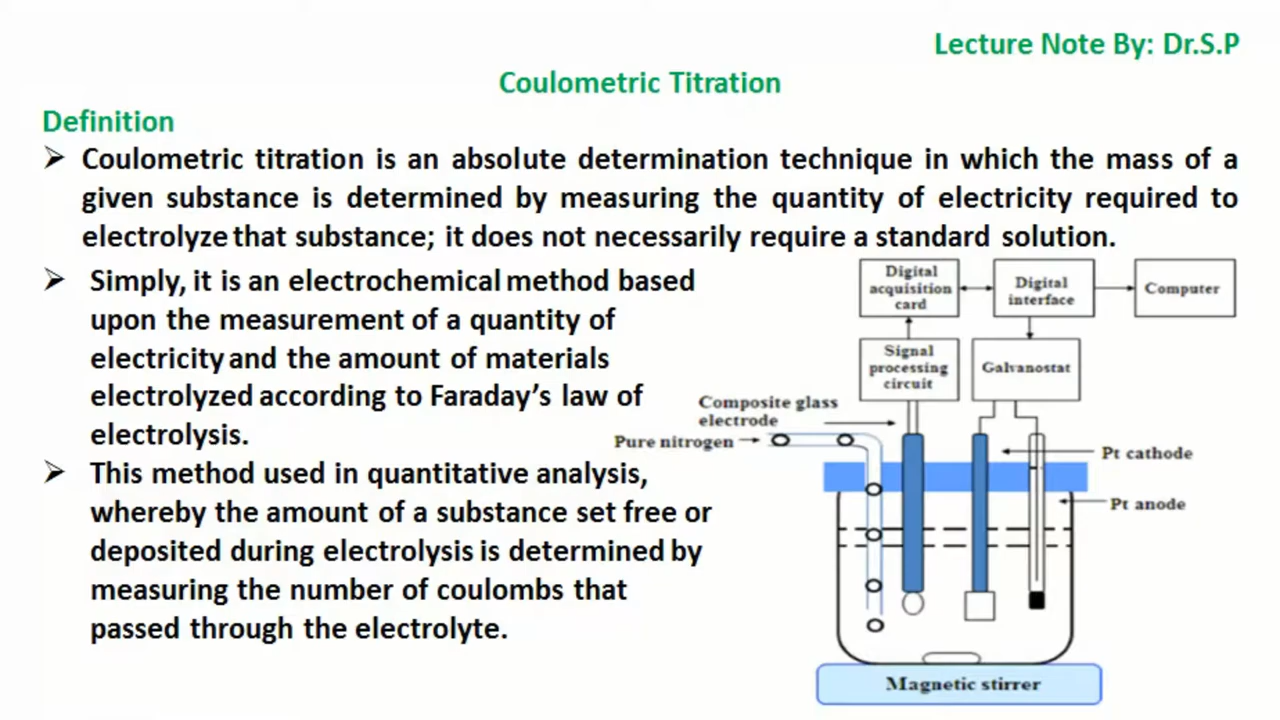 Lecture Note By: Dr.S.P
Coulometric Titration
Definition
➢ Coulometric titration is an absolute determination technique in which the mass of a
given substance is determined by measuring the quantity of electricity required to
electrolyze that substance; it does not necessarily require a standard solution.
➢ Simply, it is an electrochemical method based
upon the measurement of a quantity of
electricity and the amount of materials
electrolyzed according to Faraday’s law of
electrolysis.
➢ This method used in quantitative analysis,
whereby the amount of a substance set free or
deposited during electrolysis is determined by
measuring the number of coulombs that
passed through the electrolyte.
Digital
acquisition
card
Digital
interface
Computer
Signal
processing
circuit
Galvanostat
Composite glass
electrode
Pure nitrogen
Pt cathode
Pt anode
Magnetic stirrer